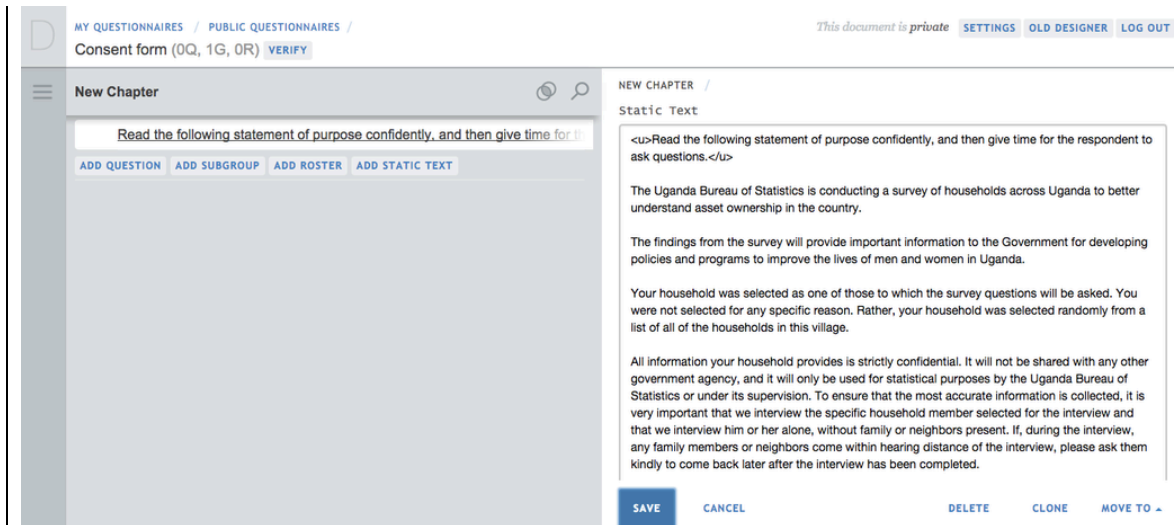 D
MY QUESTIONNAIRES / PUBLIC QUESTIONNAIRES /
This document is private SETTINGS OLD DESIGNER LOG OUT
Consent form (0Q, 1G, 0R) VERIFY
New Chapter
Read the following statement of purpose confidently, and then give time for th
ADD QUESTION ADD SUBGROUP ADD ROSTER ADD STATIC TEXT
NEW CHAPTER /
Static Text
<u>Read the following statement of purpose confidently, and then give time for the respondent to
ask questions.</u>
The Uganda Bureau of Statistics is conducting a survey of households across Uganda to better
understand asset ownership in the country.
The findings from the survey will provide important information to the Government for developing
policies and programs to improve the lives of men and women in Uganda.
Your household was selected as one of those to which the survey questions will be asked. You
were not selected for any specific reason. Rather, your household was selected randomly from a
list of all of the households in this village.
All information your household provides is strictly confidential. It will not be shared with any other
government agency, and it will only be used for statistical purposes by the Uganda Bureau of
Statistics or under its supervision. To ensure that the most accurate information is collected, it is
very important that we interview the specific household member selected for the interview and
that we interview him or her alone, without family or neighbors present. If, during the interview,
any family members or neighbors come within hearing distance of the interview, please ask them
kindly to come back later after the interview has been completed.
SAVE CANCEL DELETE CLONE MOVE TO